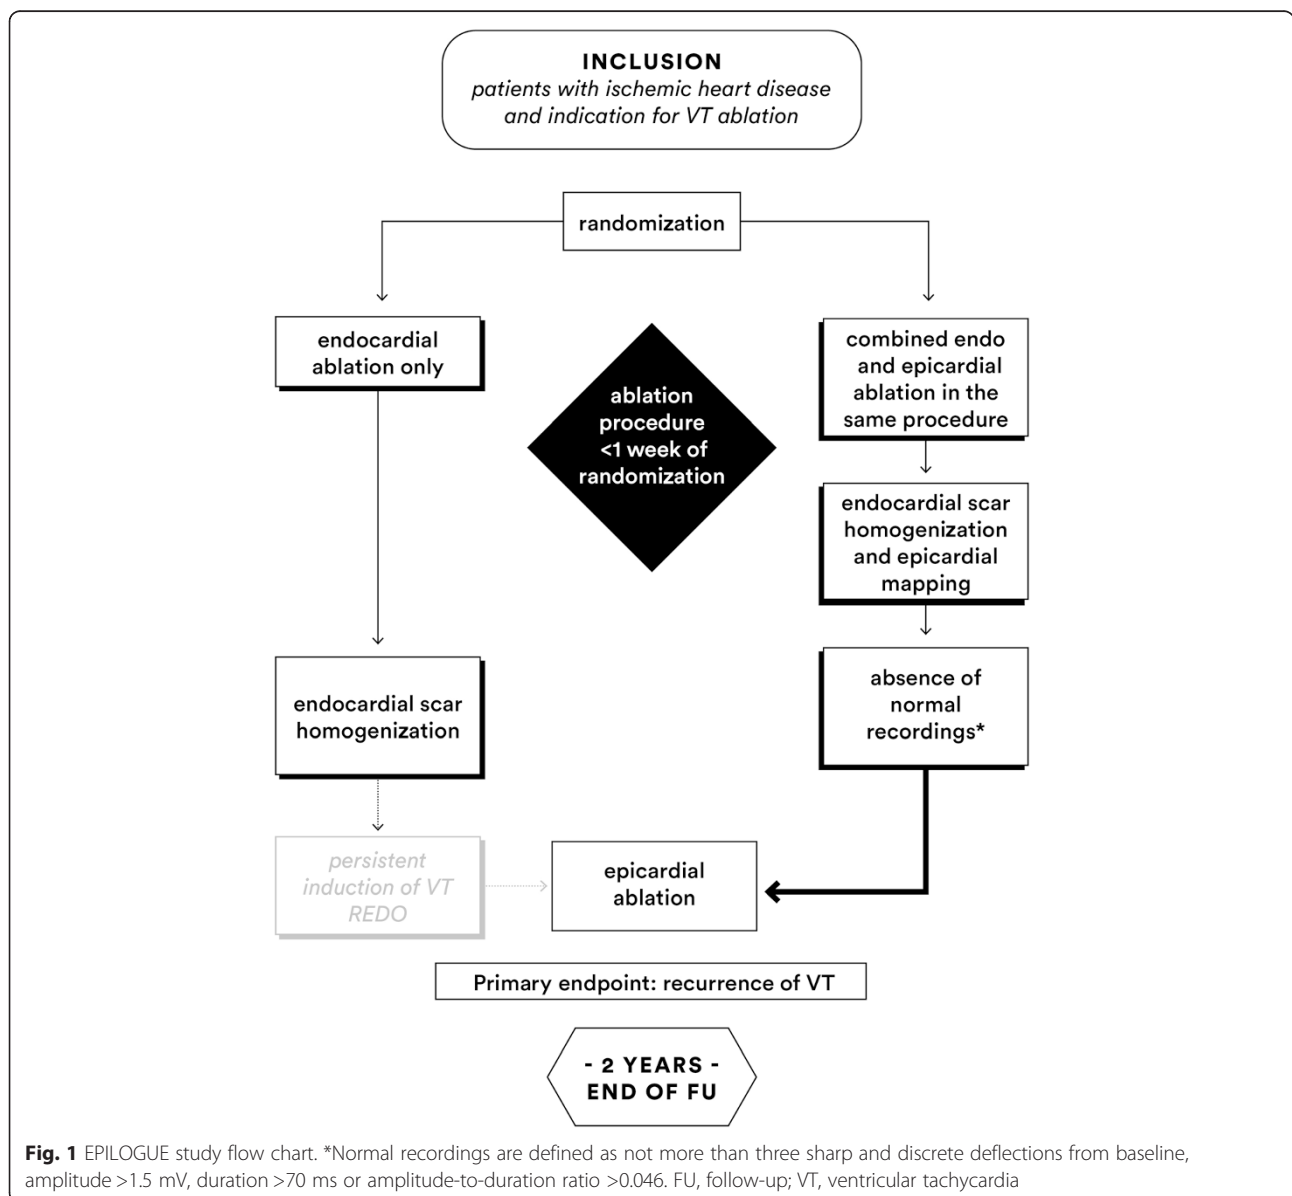 INCLUSION
patients with ischemic heart disease
and indication for VT ablation
randomization
endocardial
ablation only
ablation
procedure
<1 week of
randomization
combined endo
and epicardial
ablation in the
same procedure
endocardial scar
homogenization
and epicardial
mapping
endocardial scar
homogenization
absence of
normal
recordings*
persistent
induction of VT
REDO
epicardial
ablation
Primary endpoint: recurrence of VT
- 2 YEARS -
END OF FU
Fig. 1 EPILOGUE study flow chart. *Normal recordings are defined as not more than three sharp and discrete deflections from baseline,
amplitude >1.5 mV, duration >70 ms or amplitude-to-duration ratio >0.046. FU, follow-up; VT, ventricular tachycardia